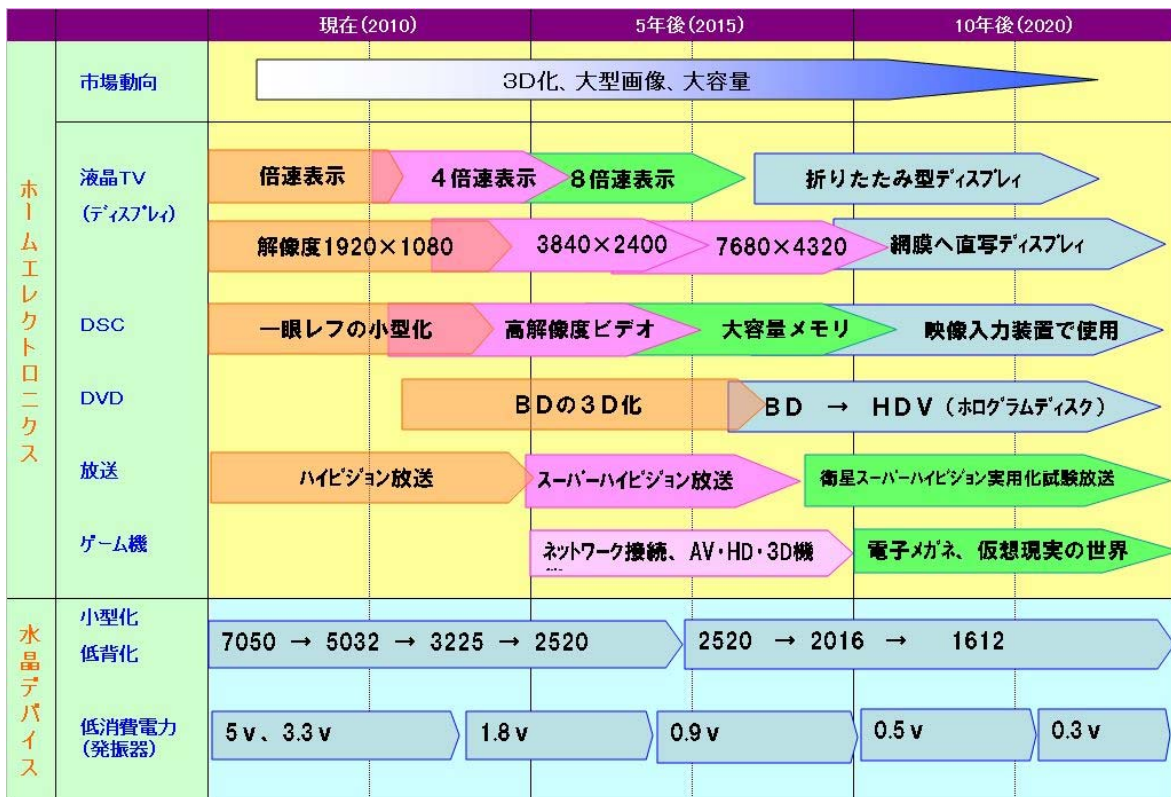 現在(2010) 5年後(2015) 10年後(2020)
ホームエレクトロニクス
市場動向
3D化、大型画像、大容量
液晶TV
(ディスプレイ)
倍速表示 4倍速表示 8倍速表示 折りたたみ型ディスプレイ
解像度1920×1080 3840×2400 7680×4320 網膜へ直写ディスプレイ
DSC
一眼レフの小型化 高解像度ビデオ 大容量メモリ 映像入力装置で使用
DVD
BDの3D化 BD → HDV (ホログラムディスク)
放送
ハイビジョン放送 スーパーハイビジョン放送 衛星スーパーハイビジョン実用化試験放送
ゲーム機
ネットワーク接続、AV・HD・3D機 電子メガネ、仮想現実の世界
水晶デバイス
小型化
低背化
7050 → 5032 → 3225 → 2520 2520 → 2016 → 1612
低消費電力
(発振器)
5v、3.3v 1.8v 0.9v 0.5v 0.3v